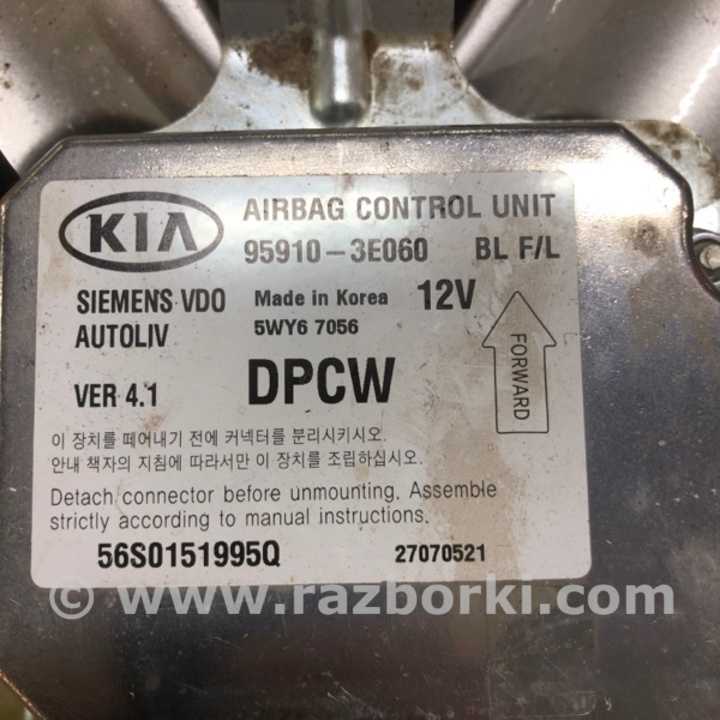 KIA AIRBAG CONTROL UNIT
95910-3E060 BL F/L
SIEMENS VDO Made in Korea 12V
AUTOLIV 5WY6 7056
FORWARD
VER 4.1 DPCW
이 장치를 떼어내기 전에 커넥터를 분리시키시오.
안내 책자의 지침에 따라서만 이 장치를 조립하십시오.
Detach connector before unmounting. Assemble
strictly according to manual instructions.
56S0151995Q 27070521
© www.razborki.com